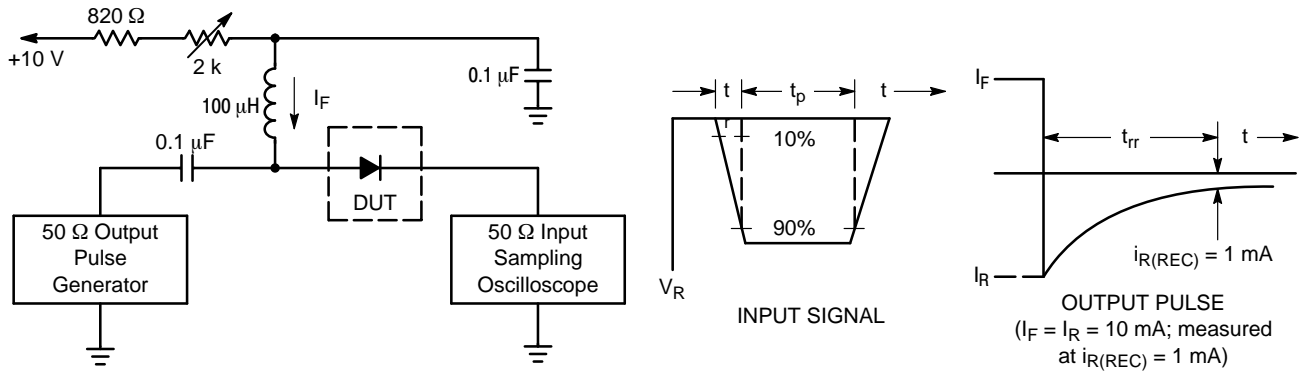 820 Ω
+10 V
2 k
100 μH
I_F
0.1 μF
0.1 μF
DUT
50 Ω Output
Pulse
Generator
50 Ω Input
Sampling
Oscilloscope
t
r
t_p
t
10%
90%
V_R
INPUT SIGNAL
I_F
t_rr
t
I_R
i_R(REC) = 1 mA
OUTPUT PULSE
(I_F = I_R = 10 mA; measured
at i_R(REC) = 1 mA)